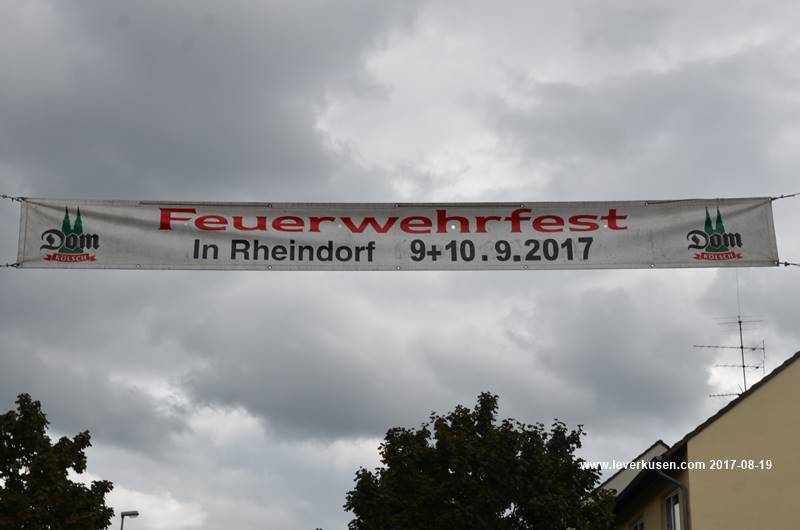 Feuerwehrfest
In Rheindorf 9+10.9.2017
Dom
KÖLSCH
Dom
KÖLSCH
www.leverkusen.com 2017-08-19